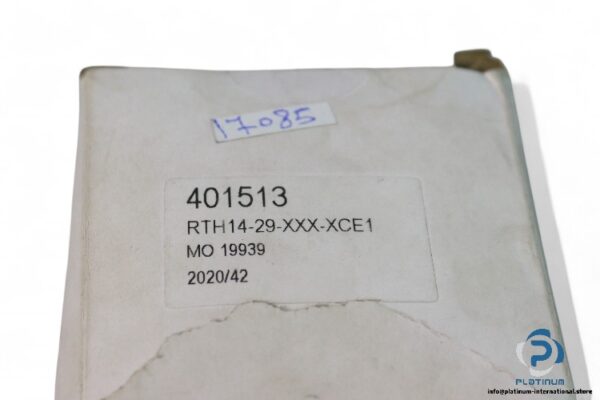 17085
401513
RTH14-29-XXX-XCE1
MO 19939
2020/42
PLATINUM
info@platinum-international.store